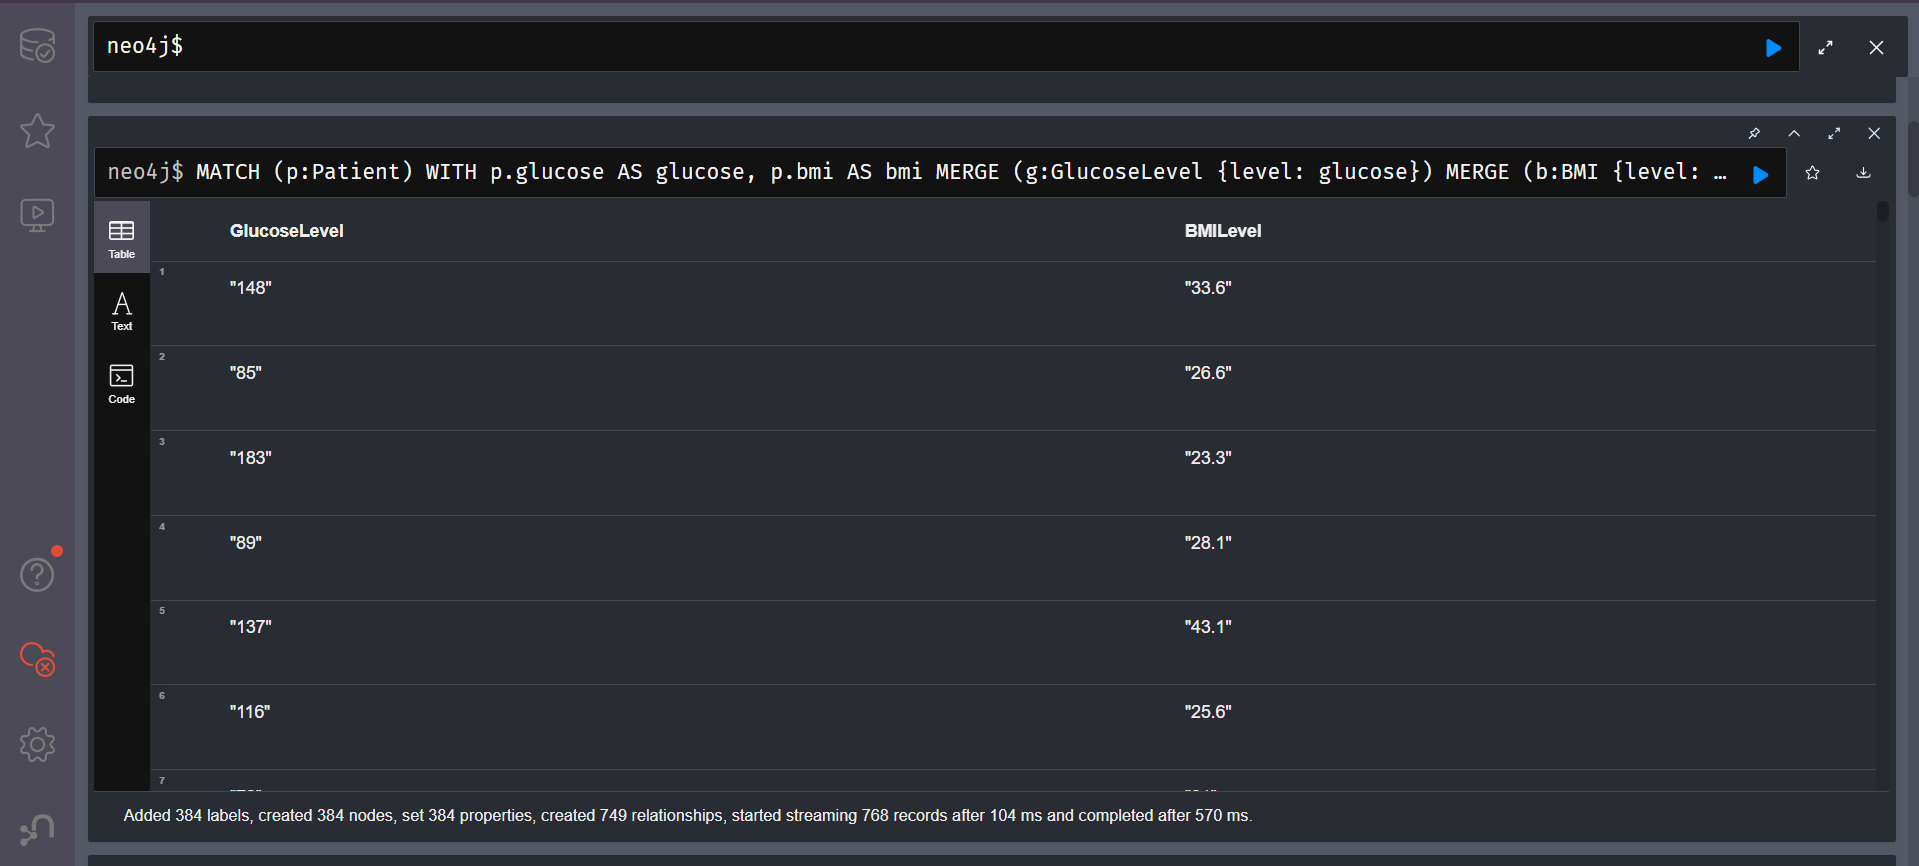 neo4j$
neo4j$ MATCH (p:Patient) WITH p.glucose AS glucose, p.bmi AS bmi MERGE (g:GlucoseLevel {level: glucose}) MERGE (b:BMI {level: …
Table
Text
Code
GlucoseLevel BMILevel
1 "148" "33.6"
2 "85" "26.6"
3 "183" "23.3"
4 "89" "28.1"
5 "137" "43.1"
6 "116" "25.6"
7
Added 384 labels, created 384 nodes, set 384 properties, created 749 relationships, started streaming 768 records after 104 ms and completed after 570 ms.